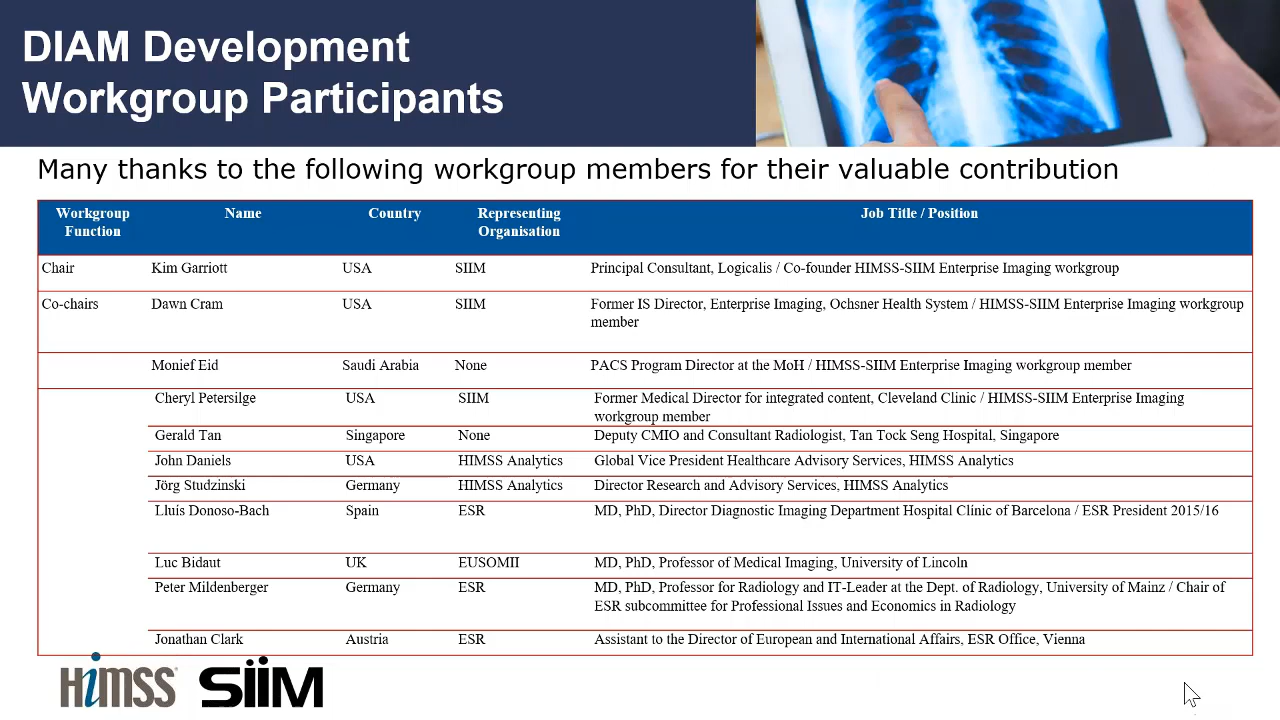 DIAM Development
Workgroup Participants
Many thanks to the following workgroup members for their valuable contribution
Workgroup Function Name Country Representing Organisation Job Title / Position
Chair Kim Garriott USA SIIM Principal Consultant, Logicalis / Co-founder HIMSS-SIIM Enterprise Imaging workgroup
Co-chairs Dawn Cram USA SIIM Former IS Director, Enterprise Imaging, Ochsner Health System / HIMSS-SIIM Enterprise Imaging workgroup
member
Monief Eid Saudi Arabia None PACS Program Director at the MoH / HIMSS-SIIM Enterprise Imaging workgroup member
Cheryl Petersilge USA SIIM Former Medical Director for integrated content, Cleveland Clinic / HIMSS-SIIM Enterprise Imaging
workgroup member
Gerald Tan Singapore None Deputy CMIO and Consultant Radiologist, Tan Tock Seng Hospital, Singapore
John Daniels USA HIMSS Analytics Global Vice President Healthcare Advisory Services, HIMSS Analytics
Jörg Studzinski Germany HIMSS Analytics Director Research and Advisory Services, HIMSS Analytics
Lluís Donoso-Bach Spain ESR MD, PhD, Director Diagnostic Imaging Department Hospital Clínic of Barcelona / ESR President 2015/16
Luc Bidaut UK EUSOMII MD, PhD, Professor of Medical Imaging, University of Lincoln
Peter Mildenberger Germany ESR MD, PhD, Professor for Radiology and IT-Leader at the Dept. of Radiology, University of Mainz / Chair of
ESR subcommittee for Professional Issues and Economics in Radiology
Jonathan Clark Austria ESR Assistant to the Director of European and International Affairs, ESR Office, Vienna
HiMSS SiiM